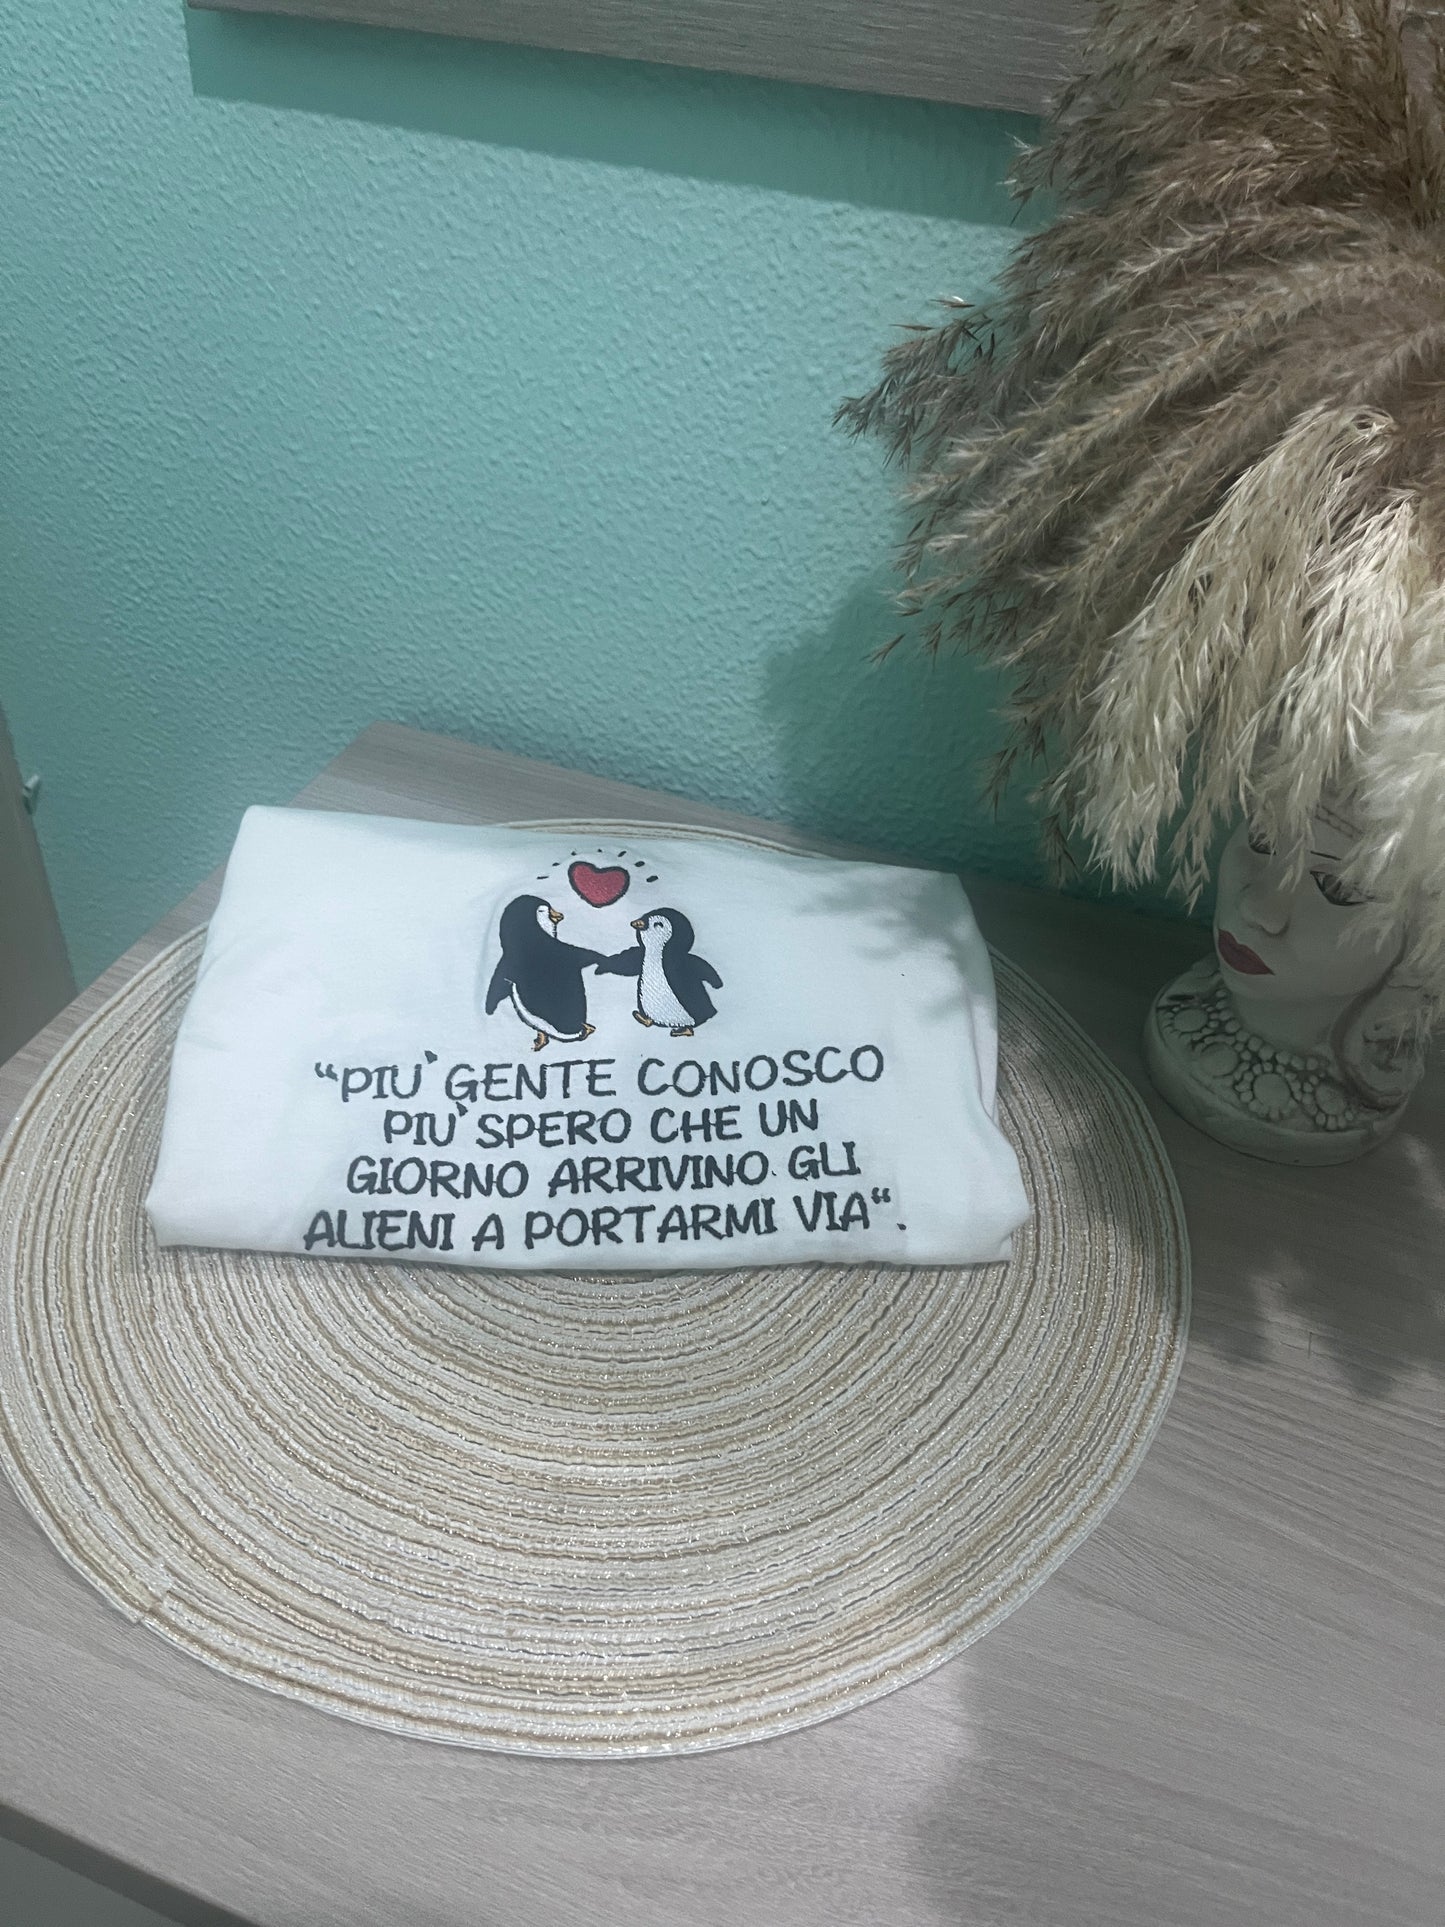 “PIU` GENTE CONOSCO
PIU` SPERO CHE UN
GIORNO ARRIVINO GLI
ALIENI A PORTARMI VIA“.